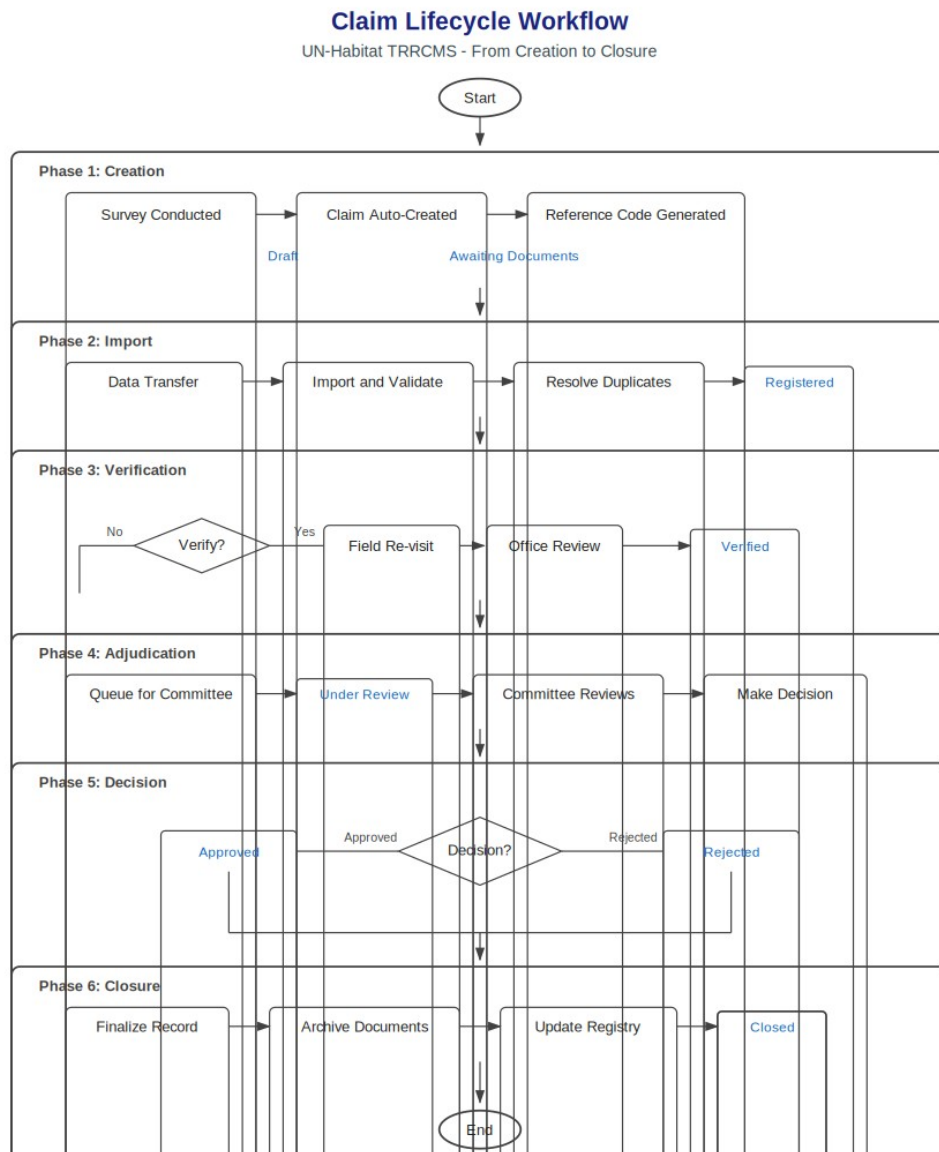 Claim Lifecycle Workflow
UN-Habitat TRRCMS - From Creation to Closure
Start
Phase 1: Creation
Survey Conducted
Claim Auto-Created
Reference Code Generated
Draft
Awaiting Documents
Phase 2: Import
Data Transfer
Import and Validate
Resolve Duplicates
Registered
Phase 3: Verification
No
Verify?
Yes
Field Re-visit
Office Review
Verified
Phase 4: Adjudication
Queue for Committee
Under Review
Committee Reviews
Make Decision
Phase 5: Decision
Approved
Approved
Decision?
Rejected
Rejected
Phase 6: Closure
Finalize Record
Archive Documents
Update Registry
Closed
End